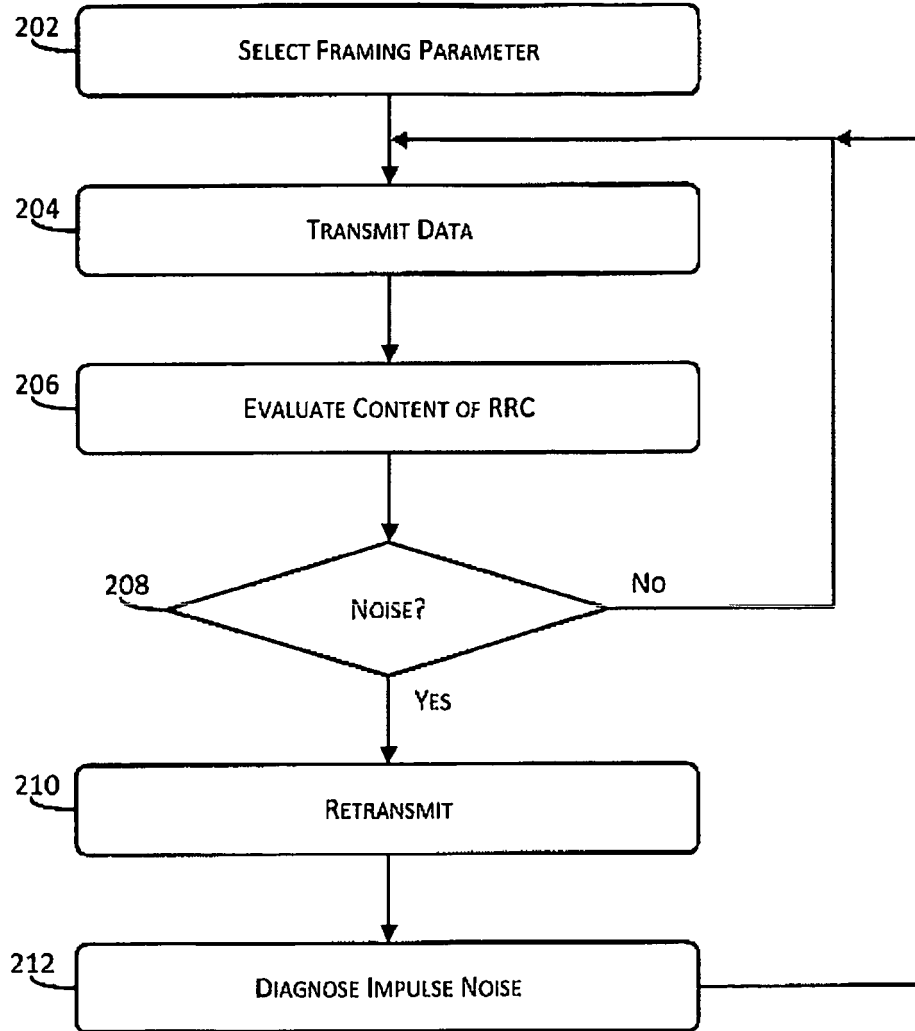 202
SELECT FRAMING PARAMETER
204
TRANSMIT DATA
206
EVALUATE CONTENT OF RRC
208
NOISE?
NO
YES
210
RETRANSMIT
212
DIAGNOSE IMPULSE NOISE